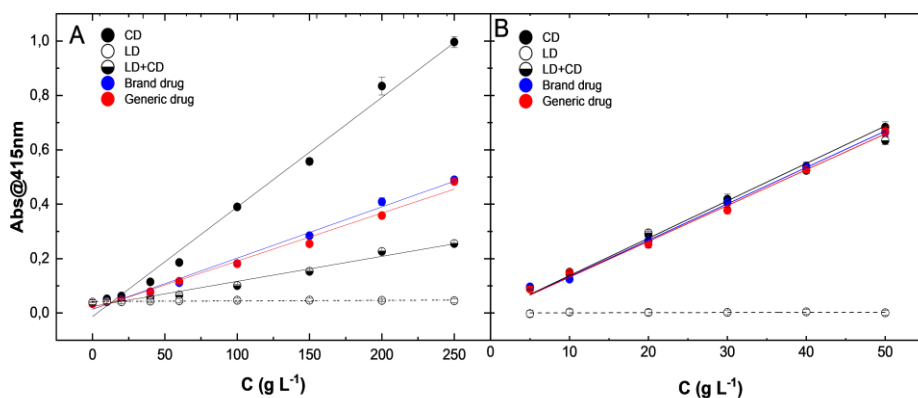 A
CD
LD
LD+CD
Brand drug
Generic drug
1,0
0,8
0,6
0,4
0,2
0,0
Abs@415nm
0 50 100 150 200 250
C (g L-1)
B
CD
LD
LD+CD
Brand drug
Generic drug
0 10 20 30 40 50
C (g L-1)